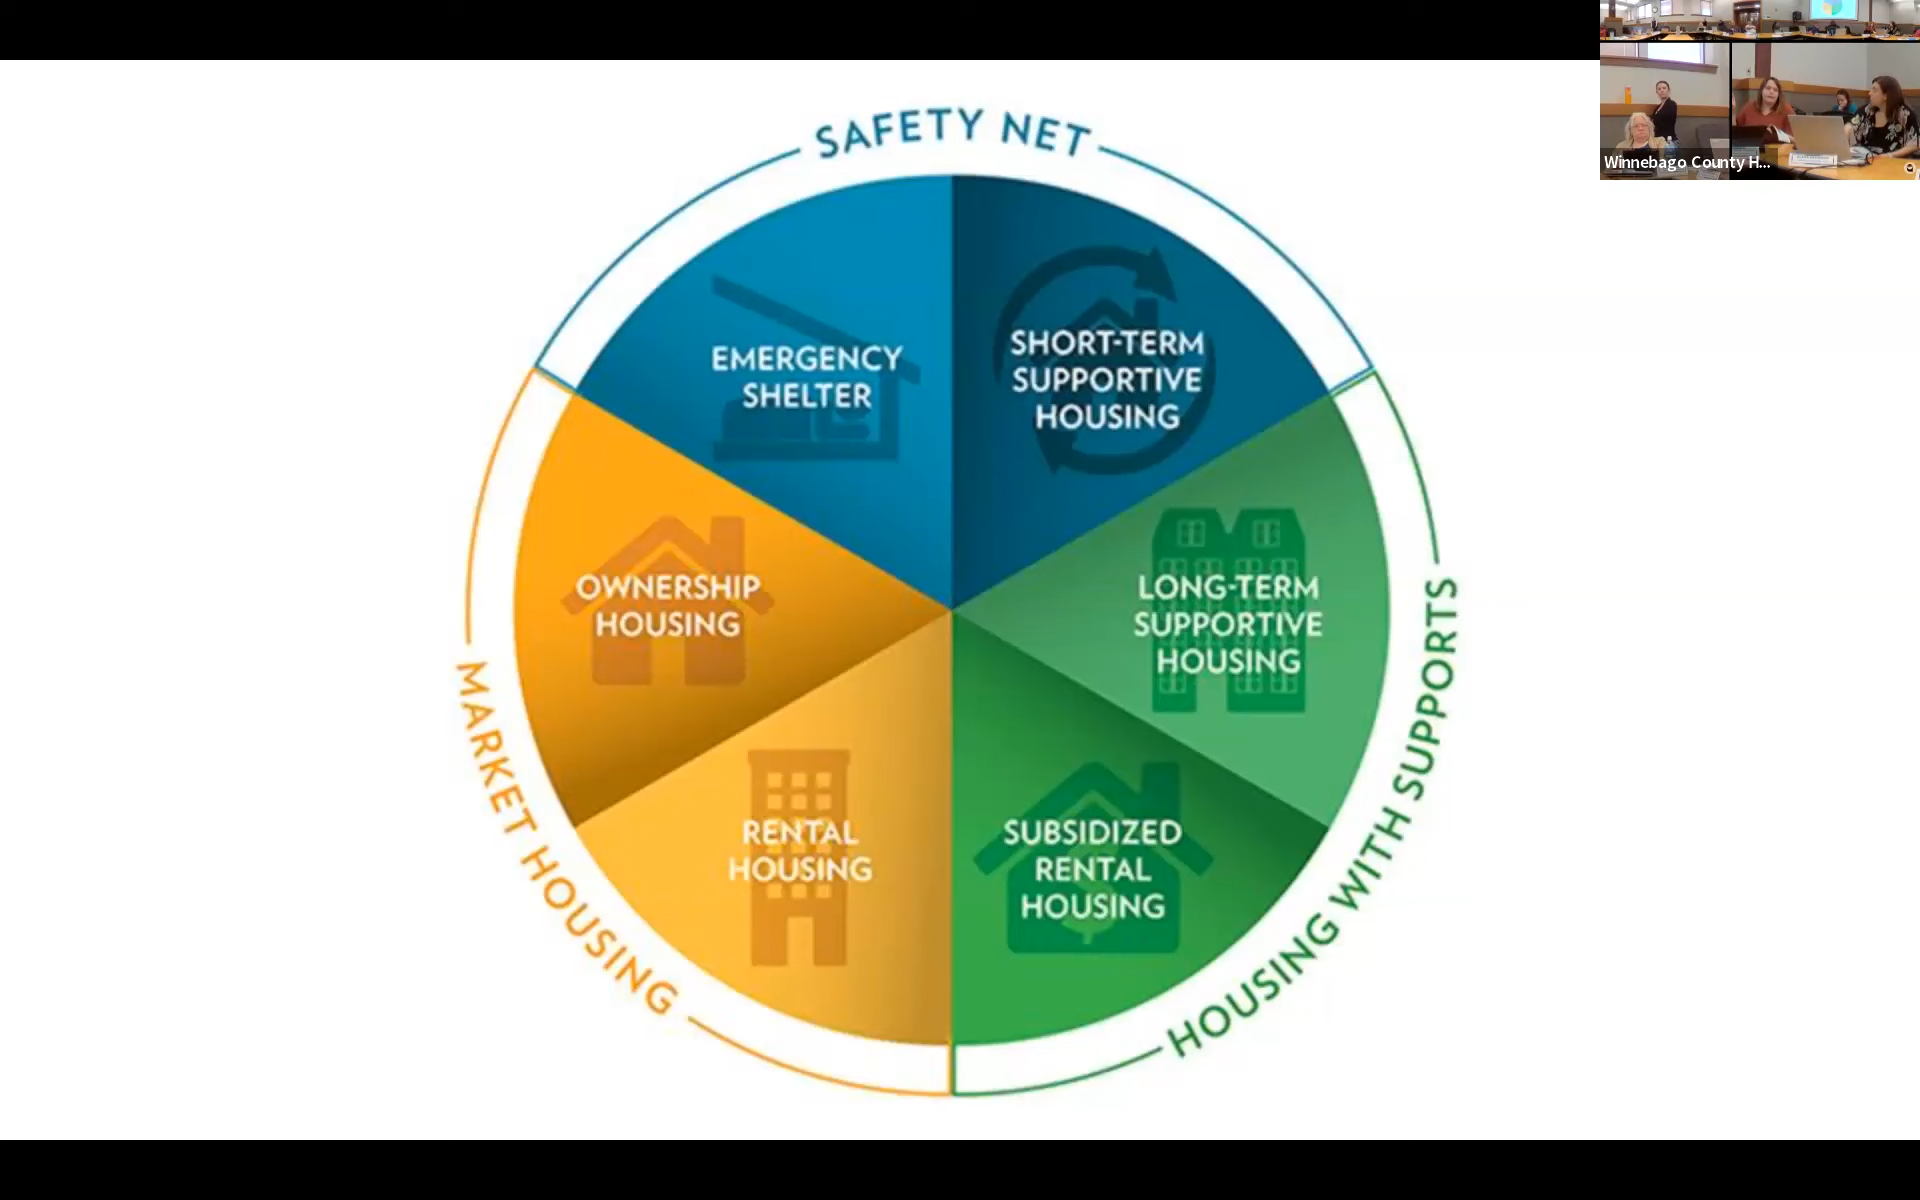 SAFETY NET
EMERGENCY
SHELTER
SHORT-TERM
SUPPORTIVE
HOUSING
OWNERSHIP
HOUSING
LONG-TERM
SUPPORTIVE
HOUSING
RENTAL
HOUSING
SUBSIDIZED
RENTAL
HOUSING
MARKET HOUSING
HOUSING WITH SUPPORTS
Winnebago County H...